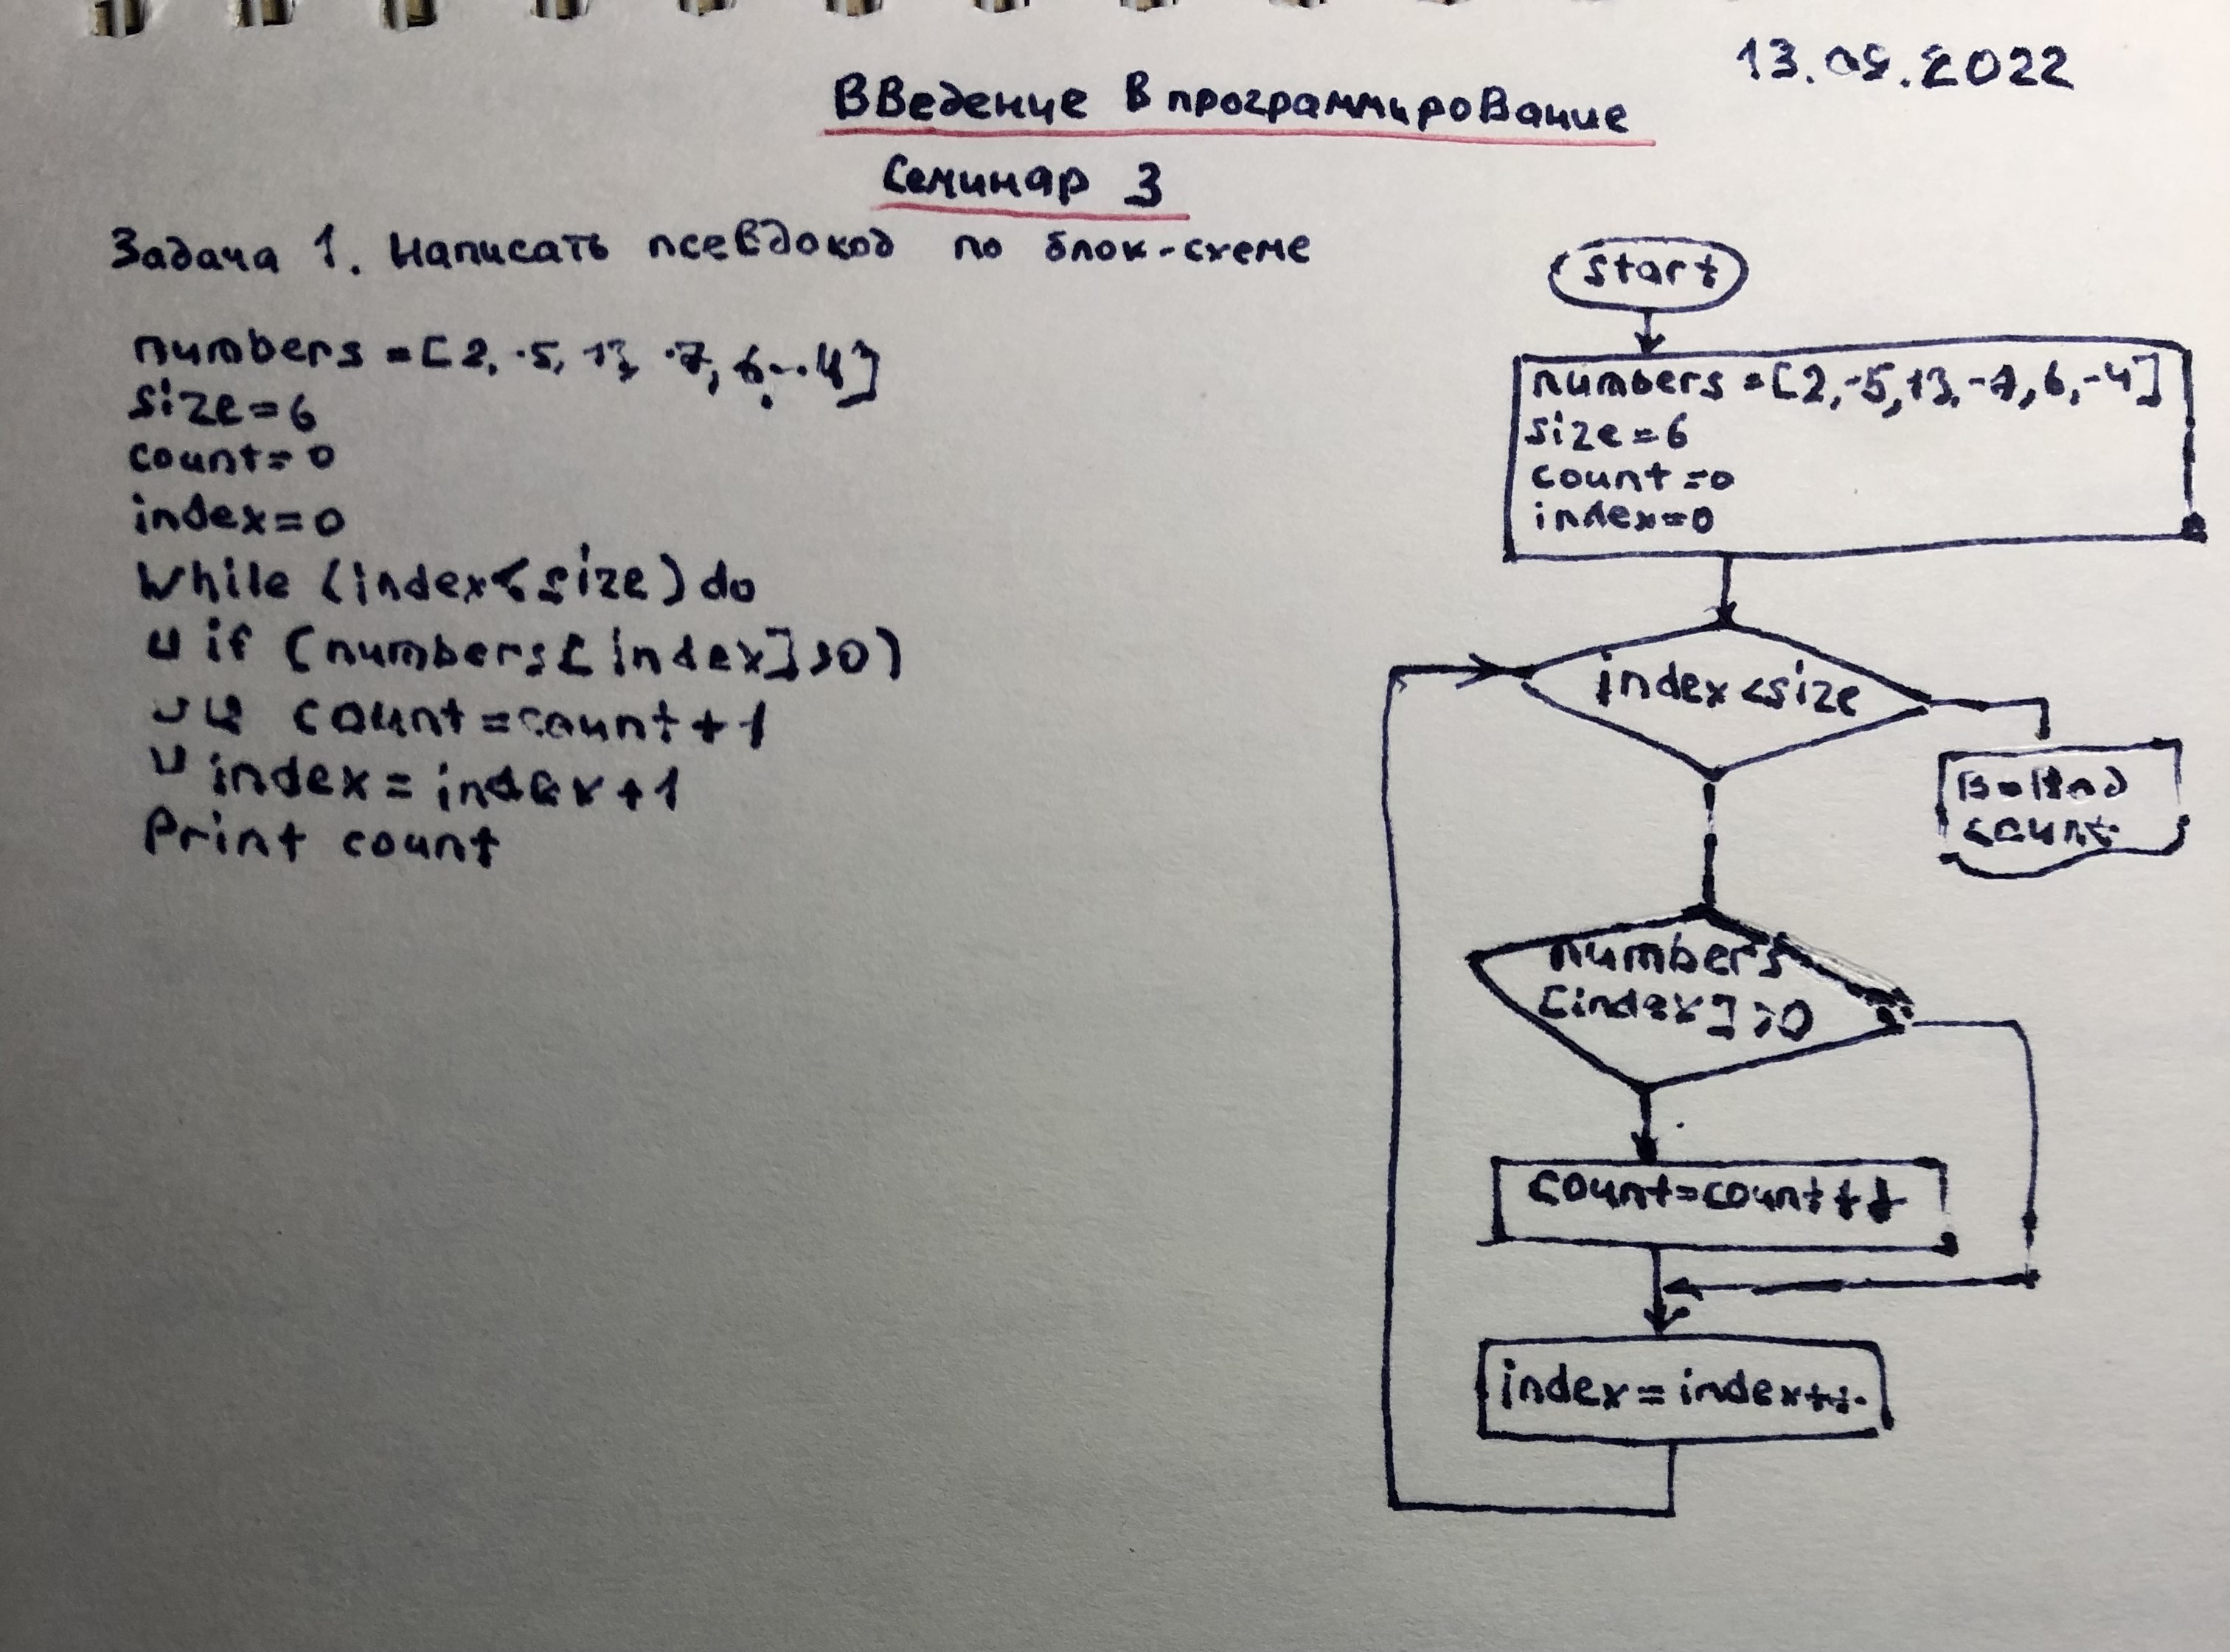 13.09.2022
Введение в программирование
Семинар 3
Задача 1. Написать псевдокод по блок-схеме
numbers = [2, -5, 13, -7, 6, -4]
size=6
count=0
index=0
While (index<size) do
⊔ if (numbers[index]>0)
⊔⊔ count=count+1
⊔ index=index+1
Print count
start
numbers =[2,-5,13,-7,6,-4]
size=6
count=0
index=0
index<size
Вывод
count
numbers
[index]>0
count=count+1
index=index+1